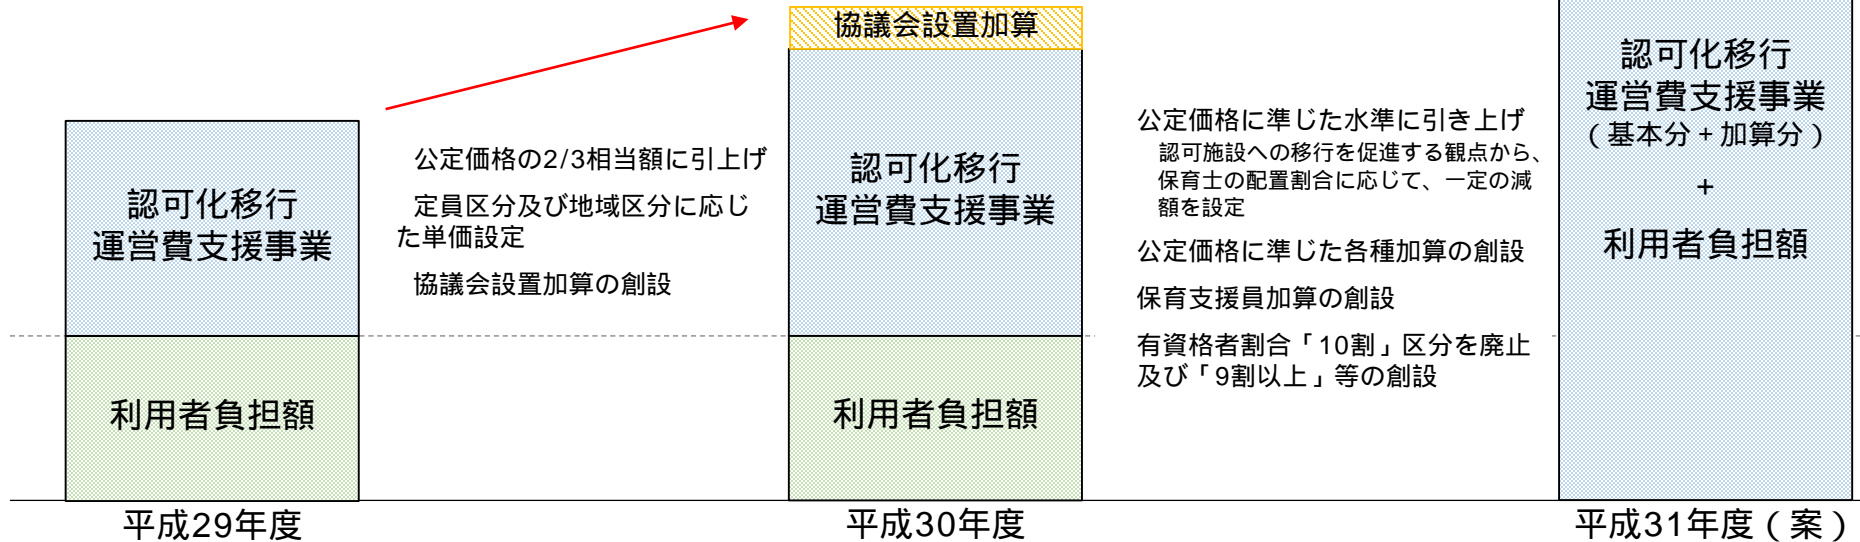 認可化移行
運営費支援事業
利用者負担額
平成29年度
公定価格の2/3相当額に引上げ
定員区分及び地域区分に応じ
た単価設定
協議会設置加算の創設
協議会設置加算
認可化移行
運営費支援事業
利用者負担額
平成30年度
公定価格に準じた水準に引き上げ
認可施設への移行を促進する観点から、
保育士の配置割合に応じて、一定の減
額を設定
公定価格に準じた各種加算の創設
保育支援員加算の創設
有資格者割合「10割」区分を廃止
及び「9割以上」等の創設
認可化移行
運営費支援事業
（基本分+加算分）
+
利用者負担額
平成31年度（案）